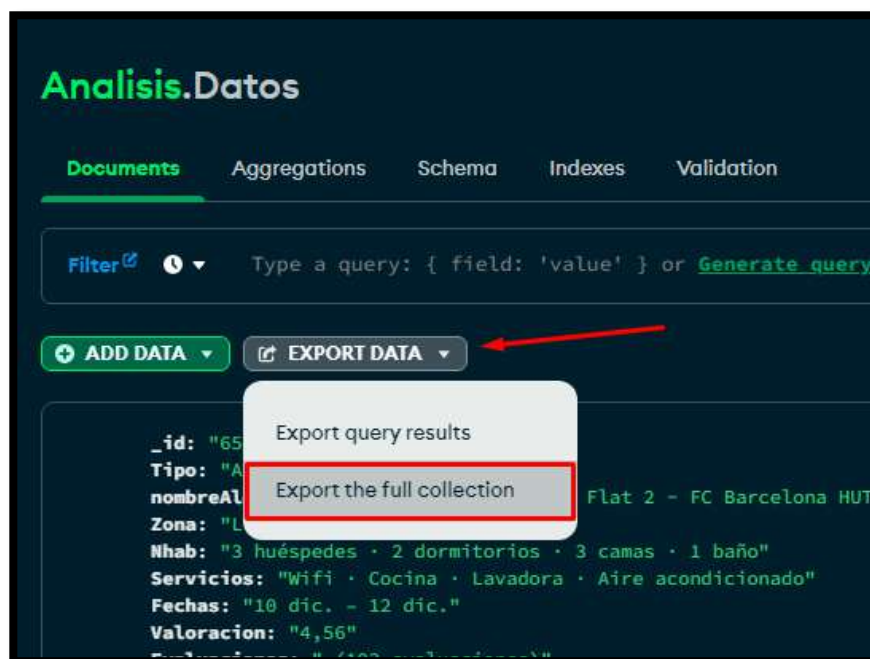 Analisis.Datos
Documents Aggregations Schema Indexes Validation
Filter Type a query: { field: 'value' } or Generate query
ADD DATA EXPORT DATA
Export query results
Export the full collection
_id: "65
Tipo: "A
nombreAl Flat 2 - FC Barcelona HUT
Zona: "L
Nhab: "3 huéspedes · 2 dormitorios · 3 camas · 1 baño"
Servicios: "Wifi · Cocina · Lavadora · Aire acondicionado"
Fechas: "10 dic. – 12 dic."
Valoracion: "4,56"